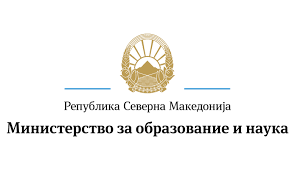 Република Северна Македонија
Министерство за образование и наука